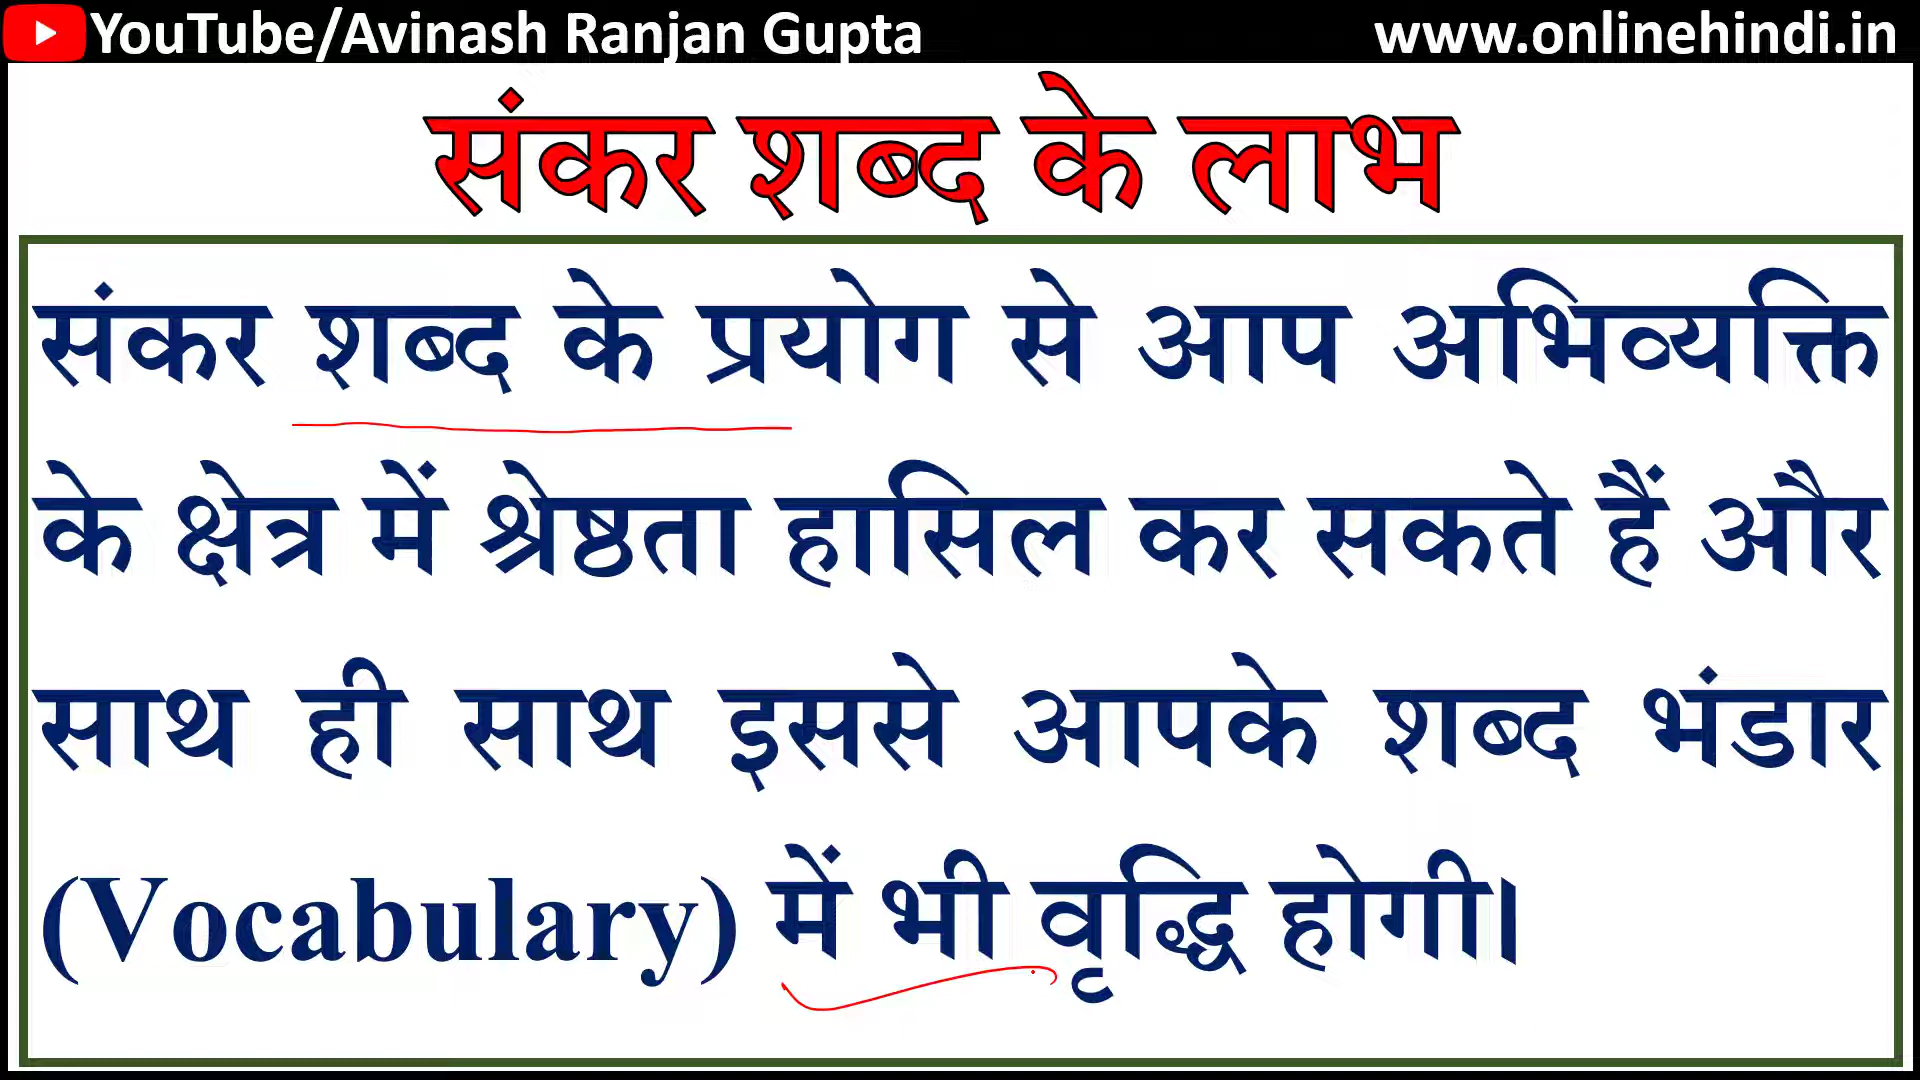 YouTube/Avinash Ranjan Gupta www.onlinehindi.in
संकर शब्द के लाभ
संकर शब्द के प्रयोग से आप अभिव्यक्ति
के क्षेत्र में श्रेष्ठता हासिल कर सकते हैं और
साथ ही साथ इससे आपके शब्द भंडार
(Vocabulary) में भी वृद्धि होगी।